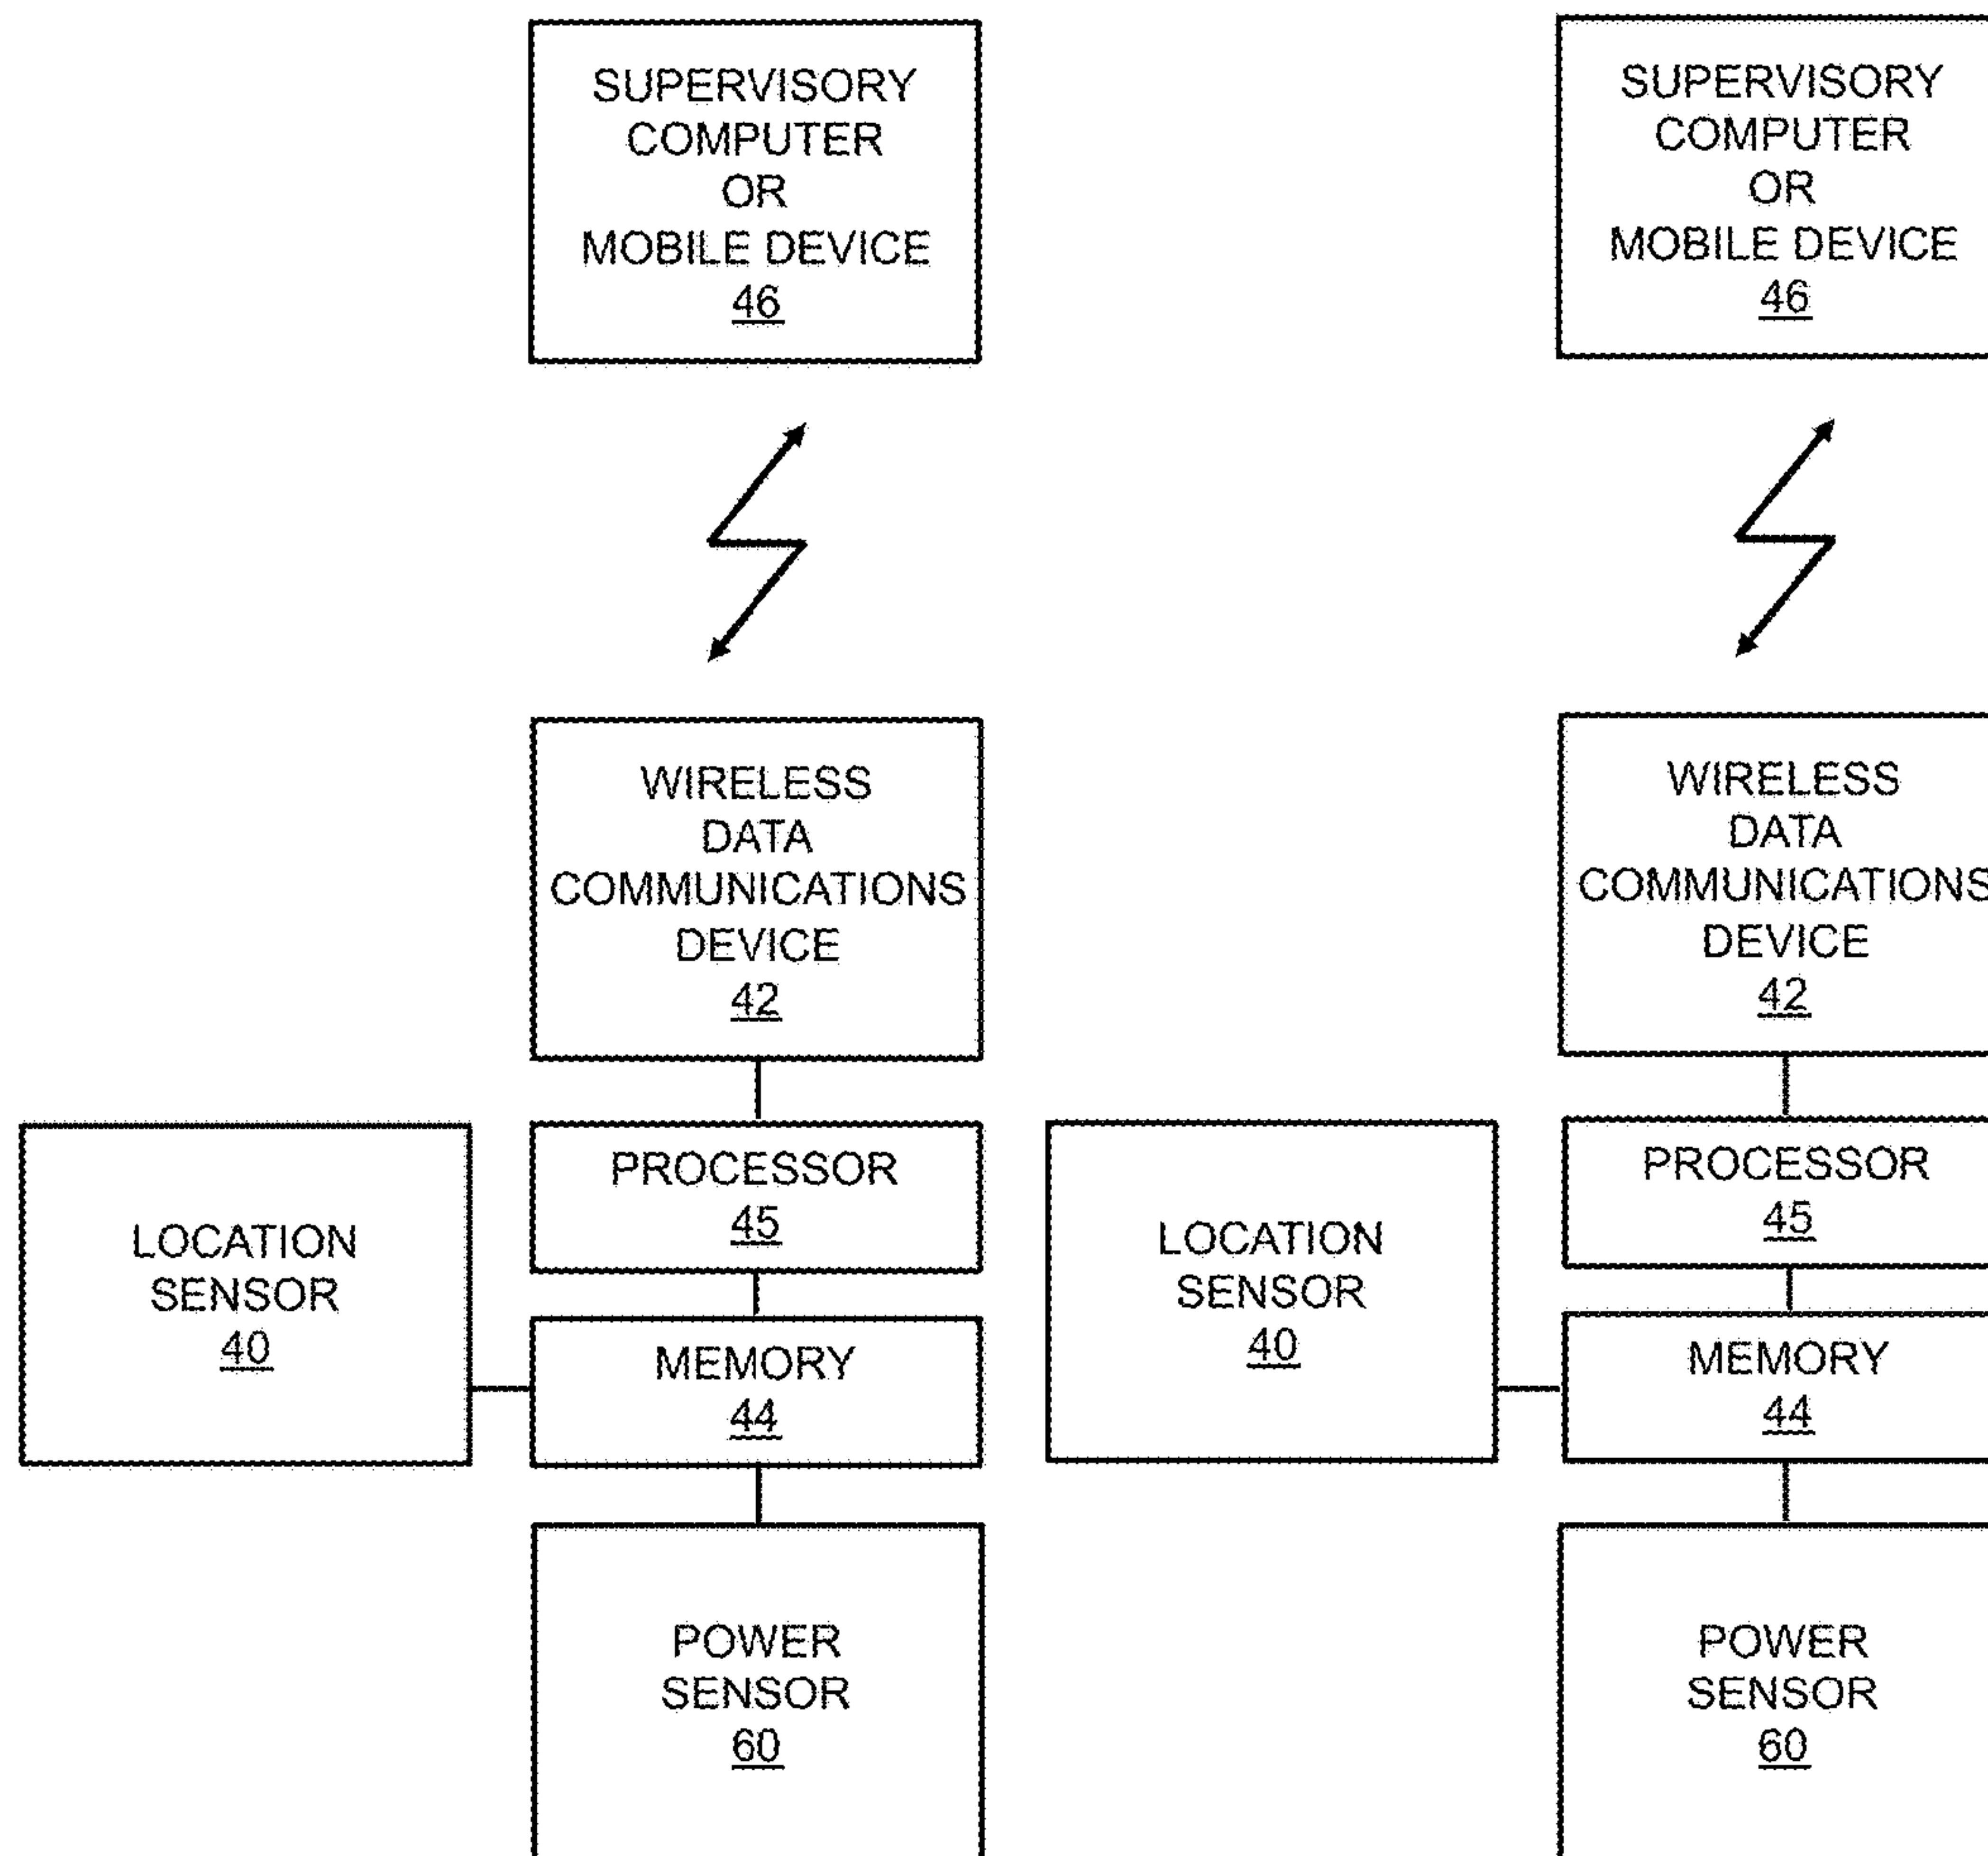 SUPERVISORY
COMPUTER
OR
MOBILE DEVICE
46
WIRELESS
DATA
COMMUNICATIONS
DEVICE
42
PROCESSOR
45
LOCATION
SENSOR
40
MEMORY
44
POWER
SENSOR
60
SUPERVISORY
COMPUTER
OR
MOBILE DEVICE
46
WIRELESS
DATA
COMMUNICATIONS
DEVICE
42
PROCESSOR
45
LOCATION
SENSOR
40
MEMORY
44
POWER
SENSOR
60